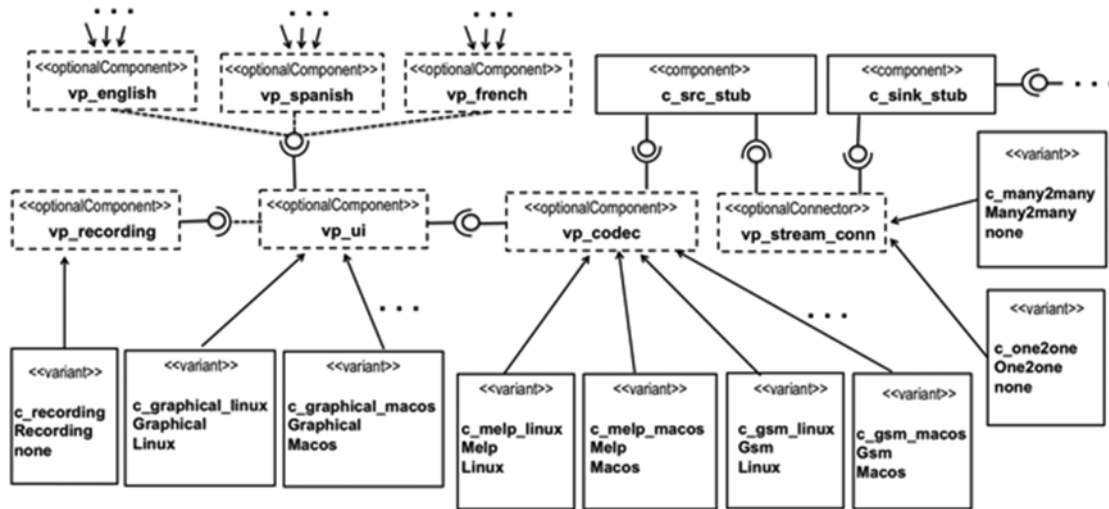 <<optionalComponent>>
vp_english
<<optionalComponent>>
vp_spanish
<<optionalComponent>>
vp_french
<<component>>
c_src_stub
<<component>>
c_sink_stub
<<variant>>
c_many2many
Many2many
none
<<optionalComponent>>
vp_recording
<<optionalComponent>>
vp_ui
<<optionalComponent>>
vp_codec
<<optionalConnector>>
vp_stream_conn
<<variant>>
c_one2one
One2one
none
<<variant>>
c_recording
Recording
none
<<variant>>
c_graphical_linux
Graphical
Linux
<<variant>>
c_graphical_macos
Graphical
Macos
<<variant>>
c_melp_linux
Melp
Linux
<<variant>>
c_melp_macos
Melp
Macos
<<variant>>
c_gsm_linux
Gsm
Linux
<<variant>>
c_gsm_macos
Gsm
Macos